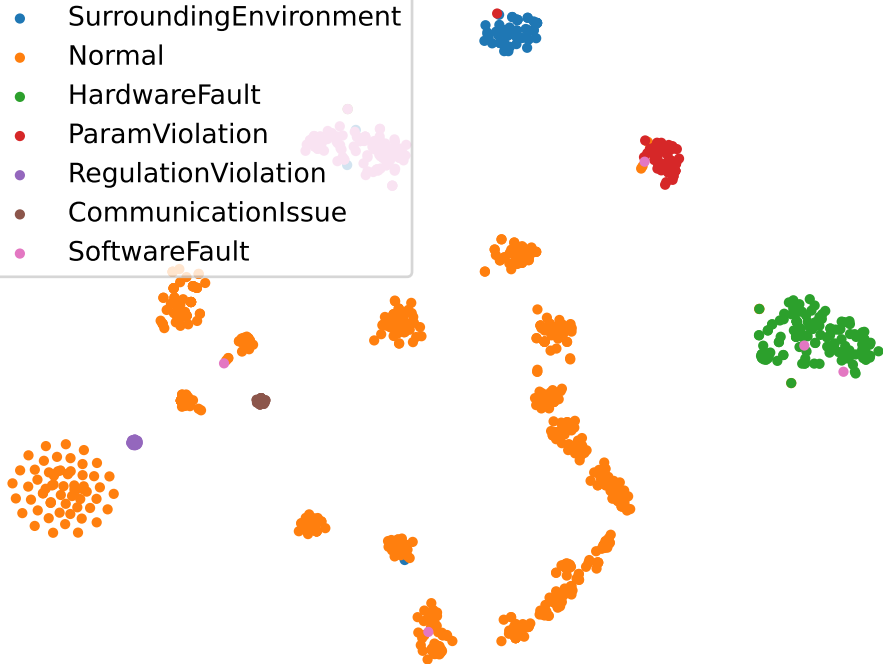 SurroundingEnvironment
Normal
HardwareFault
ParamViolation
RegulationViolation
CommunicationIssue
SoftwareFault